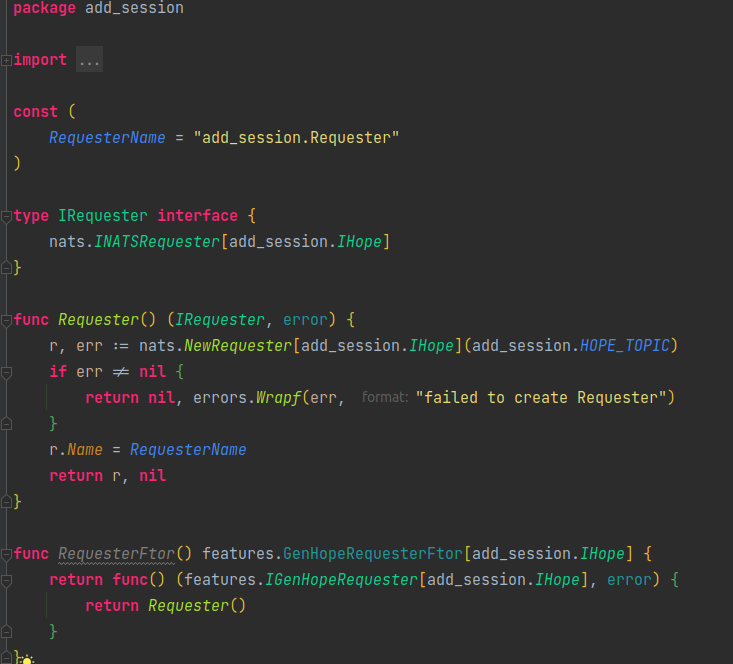 package add_session
import ...
const (
    RequesterName = "add_session.Requester"
)
type IRequester interface {
    nats.INATSRequester[add_session.IHope]
}
func Requester() (IRequester, error) {
    r, err := nats.NewRequester[add_session.IHope](add_session.HOPE_TOPIC)
    if err != nil {
        return nil, errors.Wrapf(err, format: "failed to create Requester")
    }
    r.Name = RequesterName
    return r, nil
}
func RequesterFtor() features.GenHopeRequesterFtor[add_session.IHope] {
    return func() (features.IGenHopeRequester[add_session.IHope], error) {
        return Requester()
    }
}